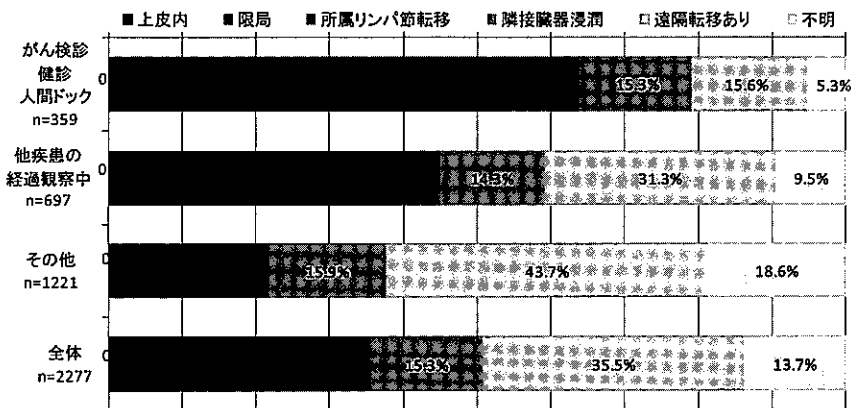 ■上皮内 ■限局 ■所属リンパ節転移 ■隣接臓器浸潤 □遠隔転移あり □不明
がん検診
健診
人間ドック
n=359
0
15.3%
15.6%
5.3%
他疾患の
経過観察中
n=697
0
14.3%
31.3%
9.5%
その他
n=1221
0
15.9%
43.7%
18.6%
全体
n=2277
0
15.3%
35.5%
13.7%